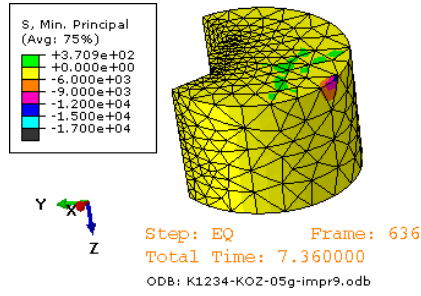 S, Min. Principal
(Avg: 75%)
+3.709e+02
+0.000e+00
-6.000e+03
-9.000e+03
-1.200e+04
-1.500e+04
-1.700e+04
Y
X
Z
Step: EQ Frame: 636
Total Time: 7.360000
ODB: K1234-KOZ-05g-impr9.odb